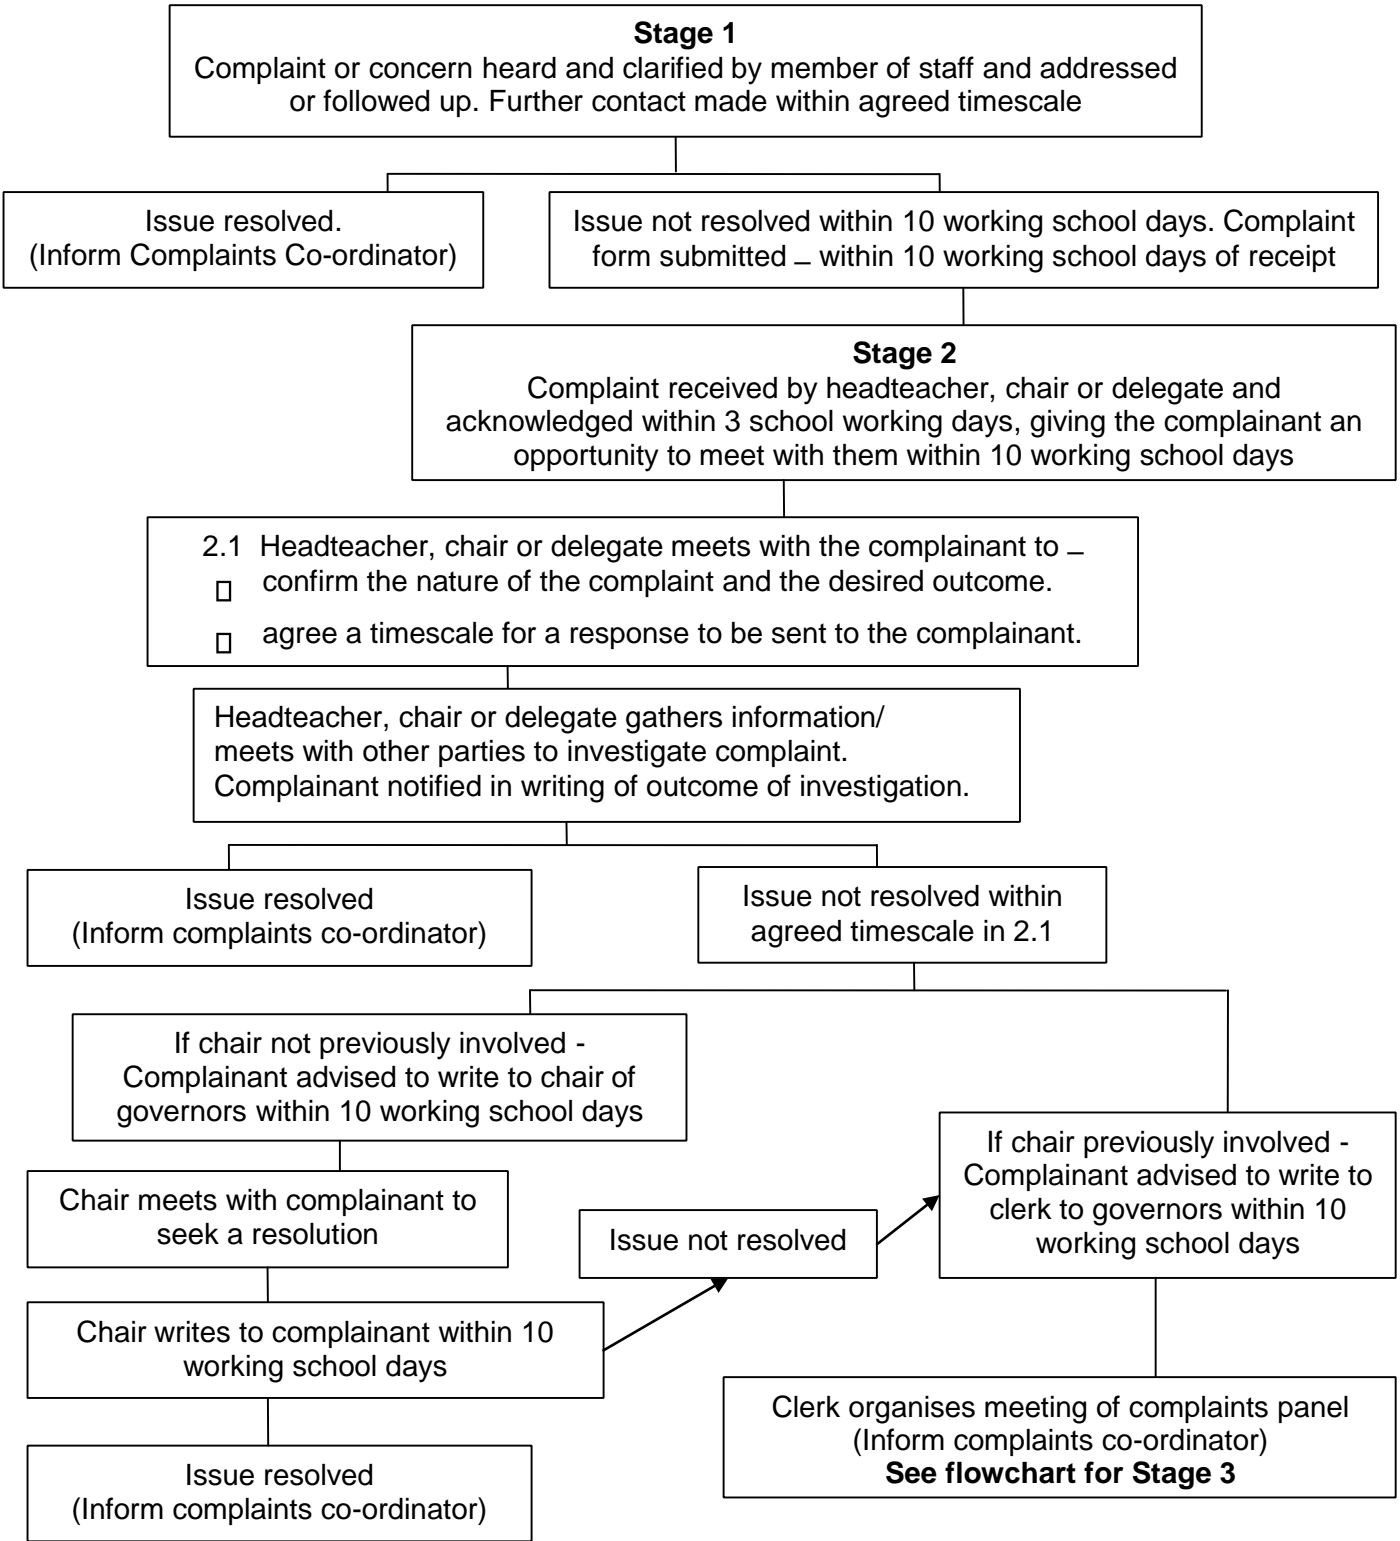 Stage 1
Complaint or concern heard and clarified by member of staff and addressed
or followed up. Further contact made within agreed timescale
Issue resolved.
(Inform Complaints Co-ordinator)
Issue not resolved within 10 working school days. Complaint
form submitted – within 10 working school days of receipt
Stage 2
Complaint received by headteacher, chair or delegate and
acknowledged within 3 school working days, giving the complainant an
opportunity to meet with them within 10 working school days
2.1 Headteacher, chair or delegate meets with the complainant to –
confirm the nature of the complaint and the desired outcome.
agree a timescale for a response to be sent to the complainant.
Headteacher, chair or delegate gathers information/
meets with other parties to investigate complaint.
Complainant notified in writing of outcome of investigation.
Issue resolved
(Inform complaints co-ordinator)
Issue not resolved within
agreed timescale in 2.1
If chair not previously involved -
Complainant advised to write to chair of
governors within 10 working school days
If chair previously involved -
Complainant advised to write to
clerk to governors within 10
working school days
Chair meets with complainant to
seek a resolution
Issue not resolved
Chair writes to complainant within 10
working school days
Clerk organises meeting of complaints panel
(Inform complaints co-ordinator)
See flowchart for Stage 3
Issue resolved
(Inform complaints co-ordinator)